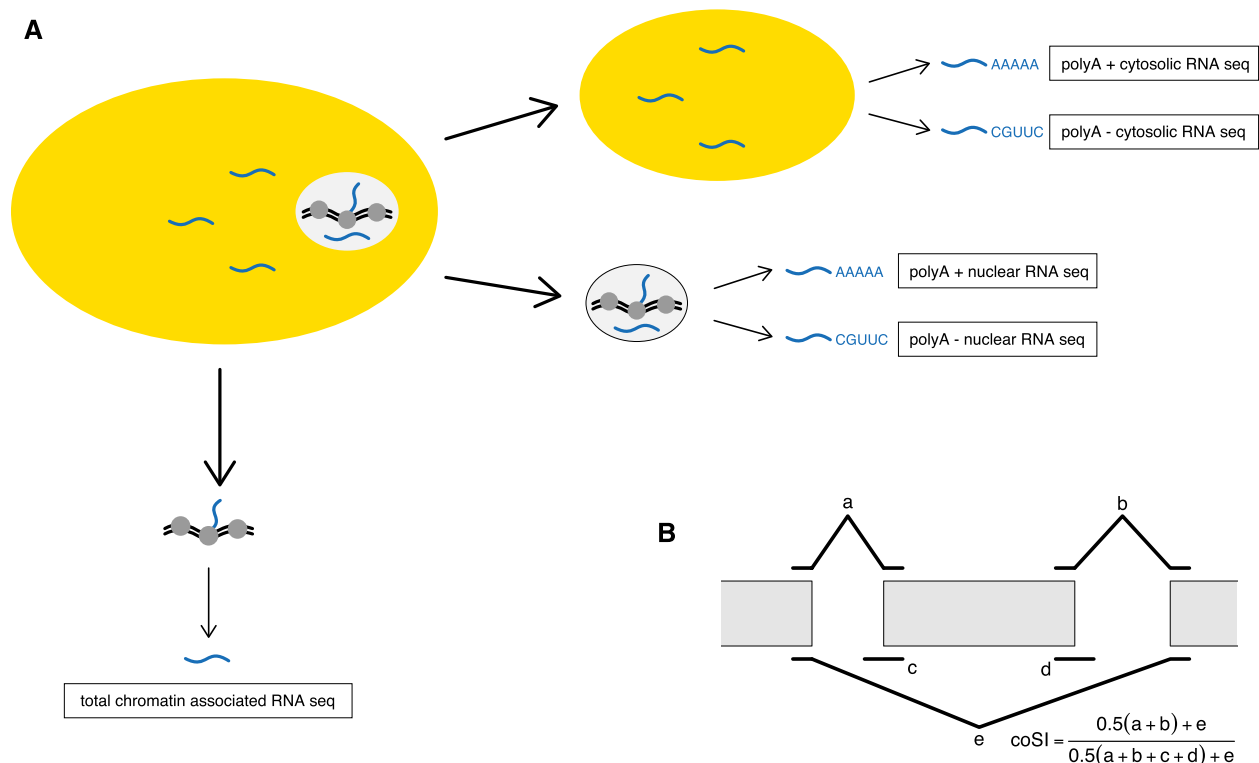 A
AAAAA
polyA + cytosolic RNA seq
CGUUC
polyA - cytosolic RNA seq
AAAAA
polyA + nuclear RNA seq
CGUUC
polyA - nuclear RNA seq
total chromatin associated RNA seq
B
a
b
c
d
e
coSI = 0.5(a+b)+e
0.5(a+b+c+d)+e